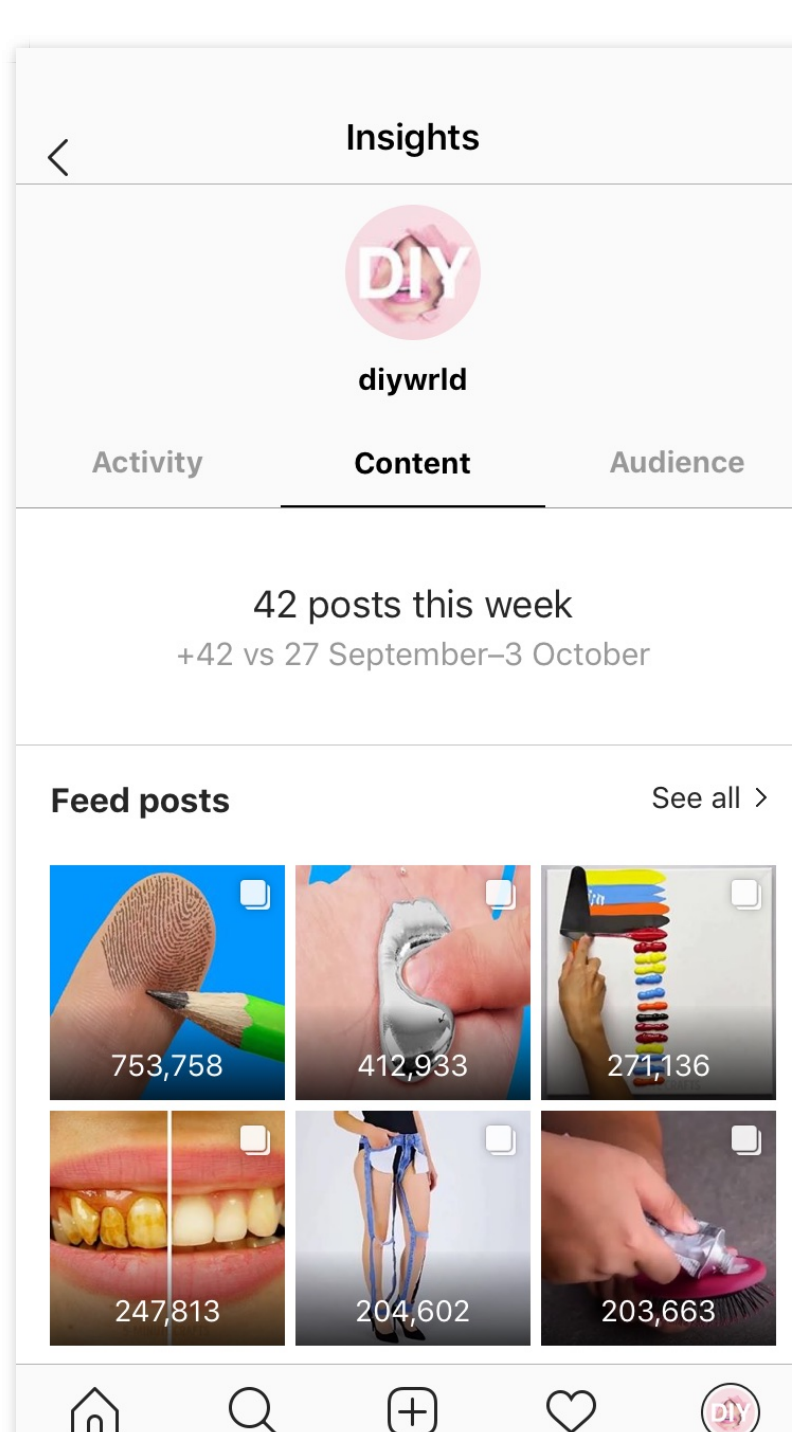 Insights
DIY
diywrld
Activity Content Audience
42 posts this week
+42 vs 27 September–3 October
Feed posts See all
753,758 412,933 271,136
247,813 204,602 203,663
DIY